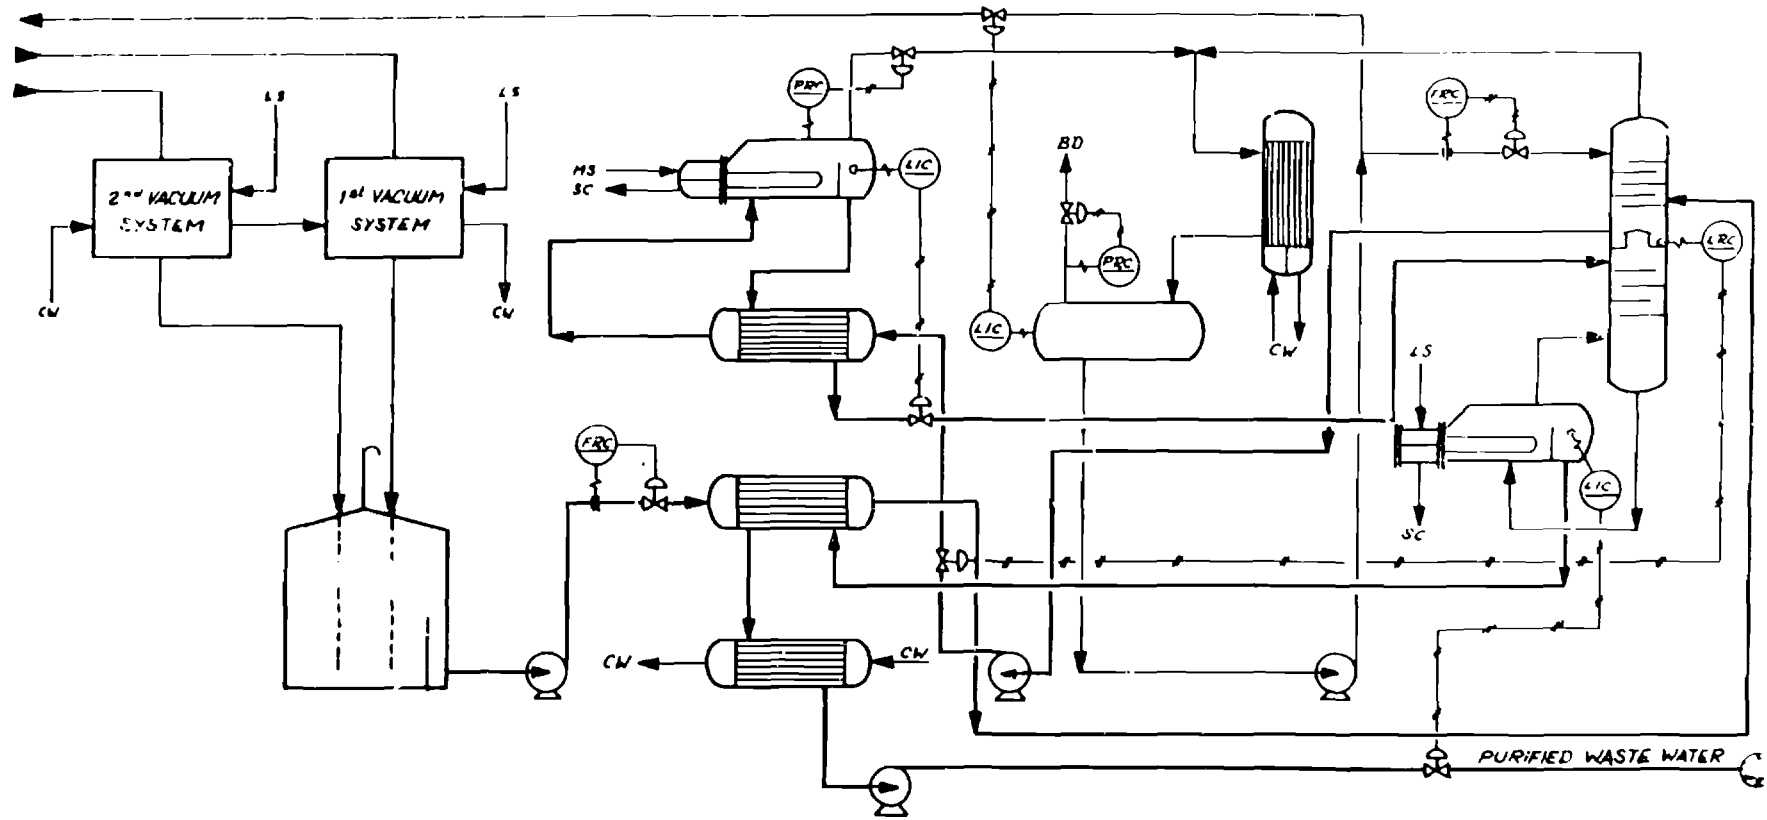 PRC
FRC
LS
LS
BD
2nd VACUUM
SYSTEM
1st VACUUM
SYSTEM
MS
SC
LIC
LRC
PRC
CW
CW
LIC
CW
LS
FRC
LIC
SC
CW
CW
PURIFIED WASTE WATER